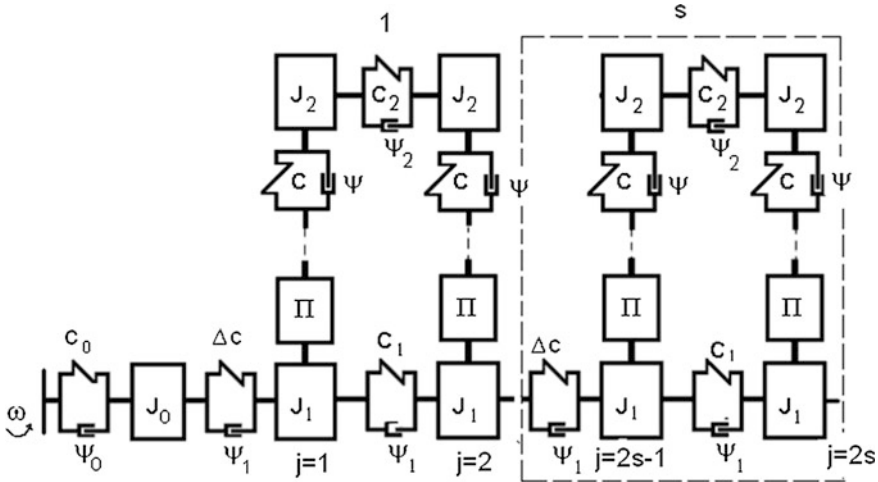 1
s
J₂
C₂
J₂
J₂
C₂
J₂
Ψ₂
Ψ₂
C
Ψ
C
Ψ
C
Ψ
C
Ψ
Π
Π
Π
Π
C₀
Δc
C₁
Δc
C₁
ω
J₀
J₁
J₁
J₁
J₁
Ψ₀
Ψ₁
j=1
Ψ₁
j=2
Ψ₁
j=2s-1
Ψ₁
j=2s